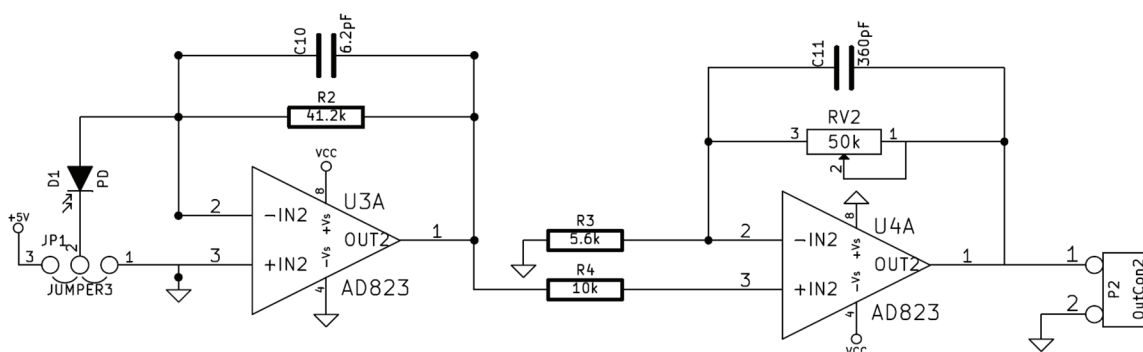 C10
6.2pF
R2
41.2k
D1
PD
+5V
JP1
3
2
1
JUMPER3
VCC
8
U3A
2
-IN2
+Vs
OUT2
1
3
+IN2
-Vs
4
AD823
R3
5.6k
R4
10k
C11
360pF
RV2
3
50k
1
2
8
U4A
2
-IN2
+Vs
OUT2
1
3
+IN2
-Vs
4
AD823
VCC
1
2
P2
OutCon2